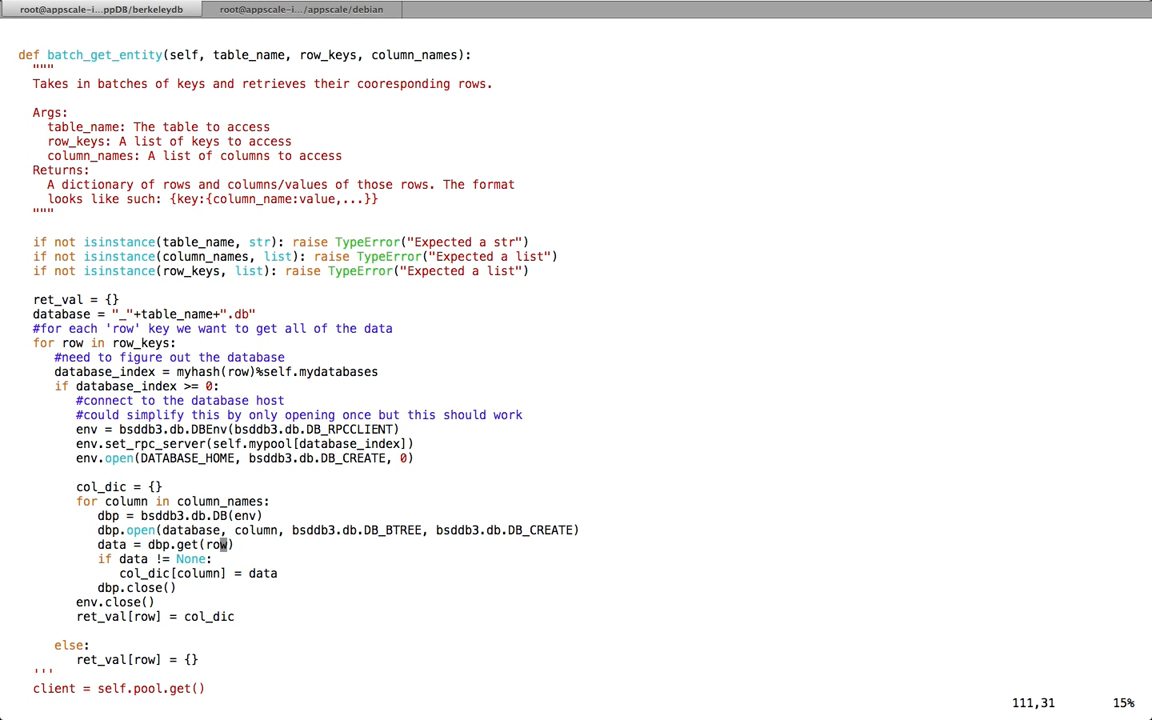 root@appscale-i...ppDB/berkeleydb
root@appscale-i.../appscale/debian
def batch_get_entity(self, table_name, row_keys, column_names):
"""
Takes in batches of keys and retrieves their cooresponding rows.
Args:
table_name: The table to access
row_keys: A list of keys to access
column_names: A list of columns to access
Returns:
A dictionary of rows and columns/values of those rows. The format
looks like such: {key:{column_name:value,...}}
"""
if not isinstance(table_name, str): raise TypeError("Expected a str")
if not isinstance(column_names, list): raise TypeError("Expected a list")
if not isinstance(row_keys, list): raise TypeError("Expected a list")
ret_val = {}
database = "_"+table_name+".db"
#for each 'row' key we want to get all of the data
for row in row_keys:
#need to figure out the database
database_index = myhash(row)%self.mydatabases
if database_index >= 0:
#connect to the database host
#could simplify this by only opening once but this should work
env = bsddb3.db.DBEnv(bsddb3.db.DB_RPCCLIENT)
env.set_rpc_server(self.mypool[database_index])
env.open(DATABASE_HOME, bsddb3.db.DB_CREATE, 0)
col_dic = {}
for column in column_names:
dbp = bsddb3.db.DB(env)
dbp.open(database, column, bsddb3.db.DB_BTREE, bsddb3.db.DB_CREATE)
data = dbp.get(row)
if data != None:
col_dic[column] = data
dbp.close()
env.close()
ret_val[row] = col_dic
else:
ret_val[row] = {}
'''
client = self.pool.get()
111,31 15%